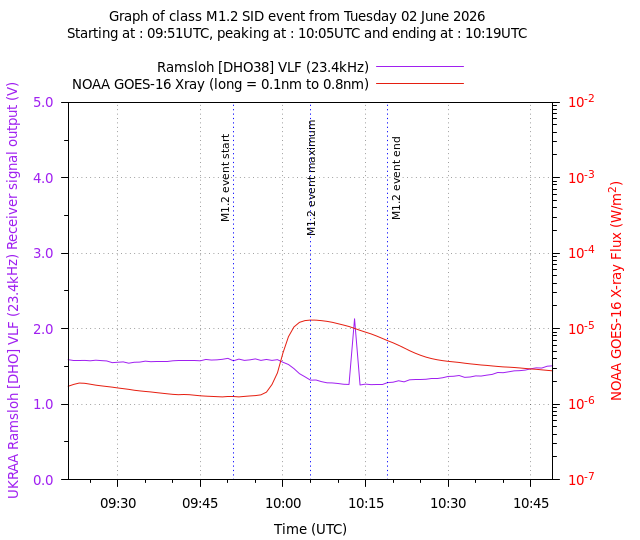 Graph of class M1.2 SID event from Tuesday 02 June 2026
Starting at : 09:51UTC, peaking at : 10:05UTC and ending at : 10:19UTC
Ramsloh [DHO38] VLF (23.4kHz)
NOAA GOES-16 Xray (long = 0.1nm to 0.8nm)
UKRAA Ramsloh [DHO] VLF (23.4kHz) Receiver signal output (V)
5.0
4.0
3.0
2.0
1.0
0.0
M1.2 event start
M1.2 event maximum
M1.2 event end
10-2
10-3
10-4
10-5
10-6
10-7
NOAA GOES-16 X-ray Flux (W/m2)
09:30 09:45 10:00 10:15 10:30 10:45
Time (UTC)